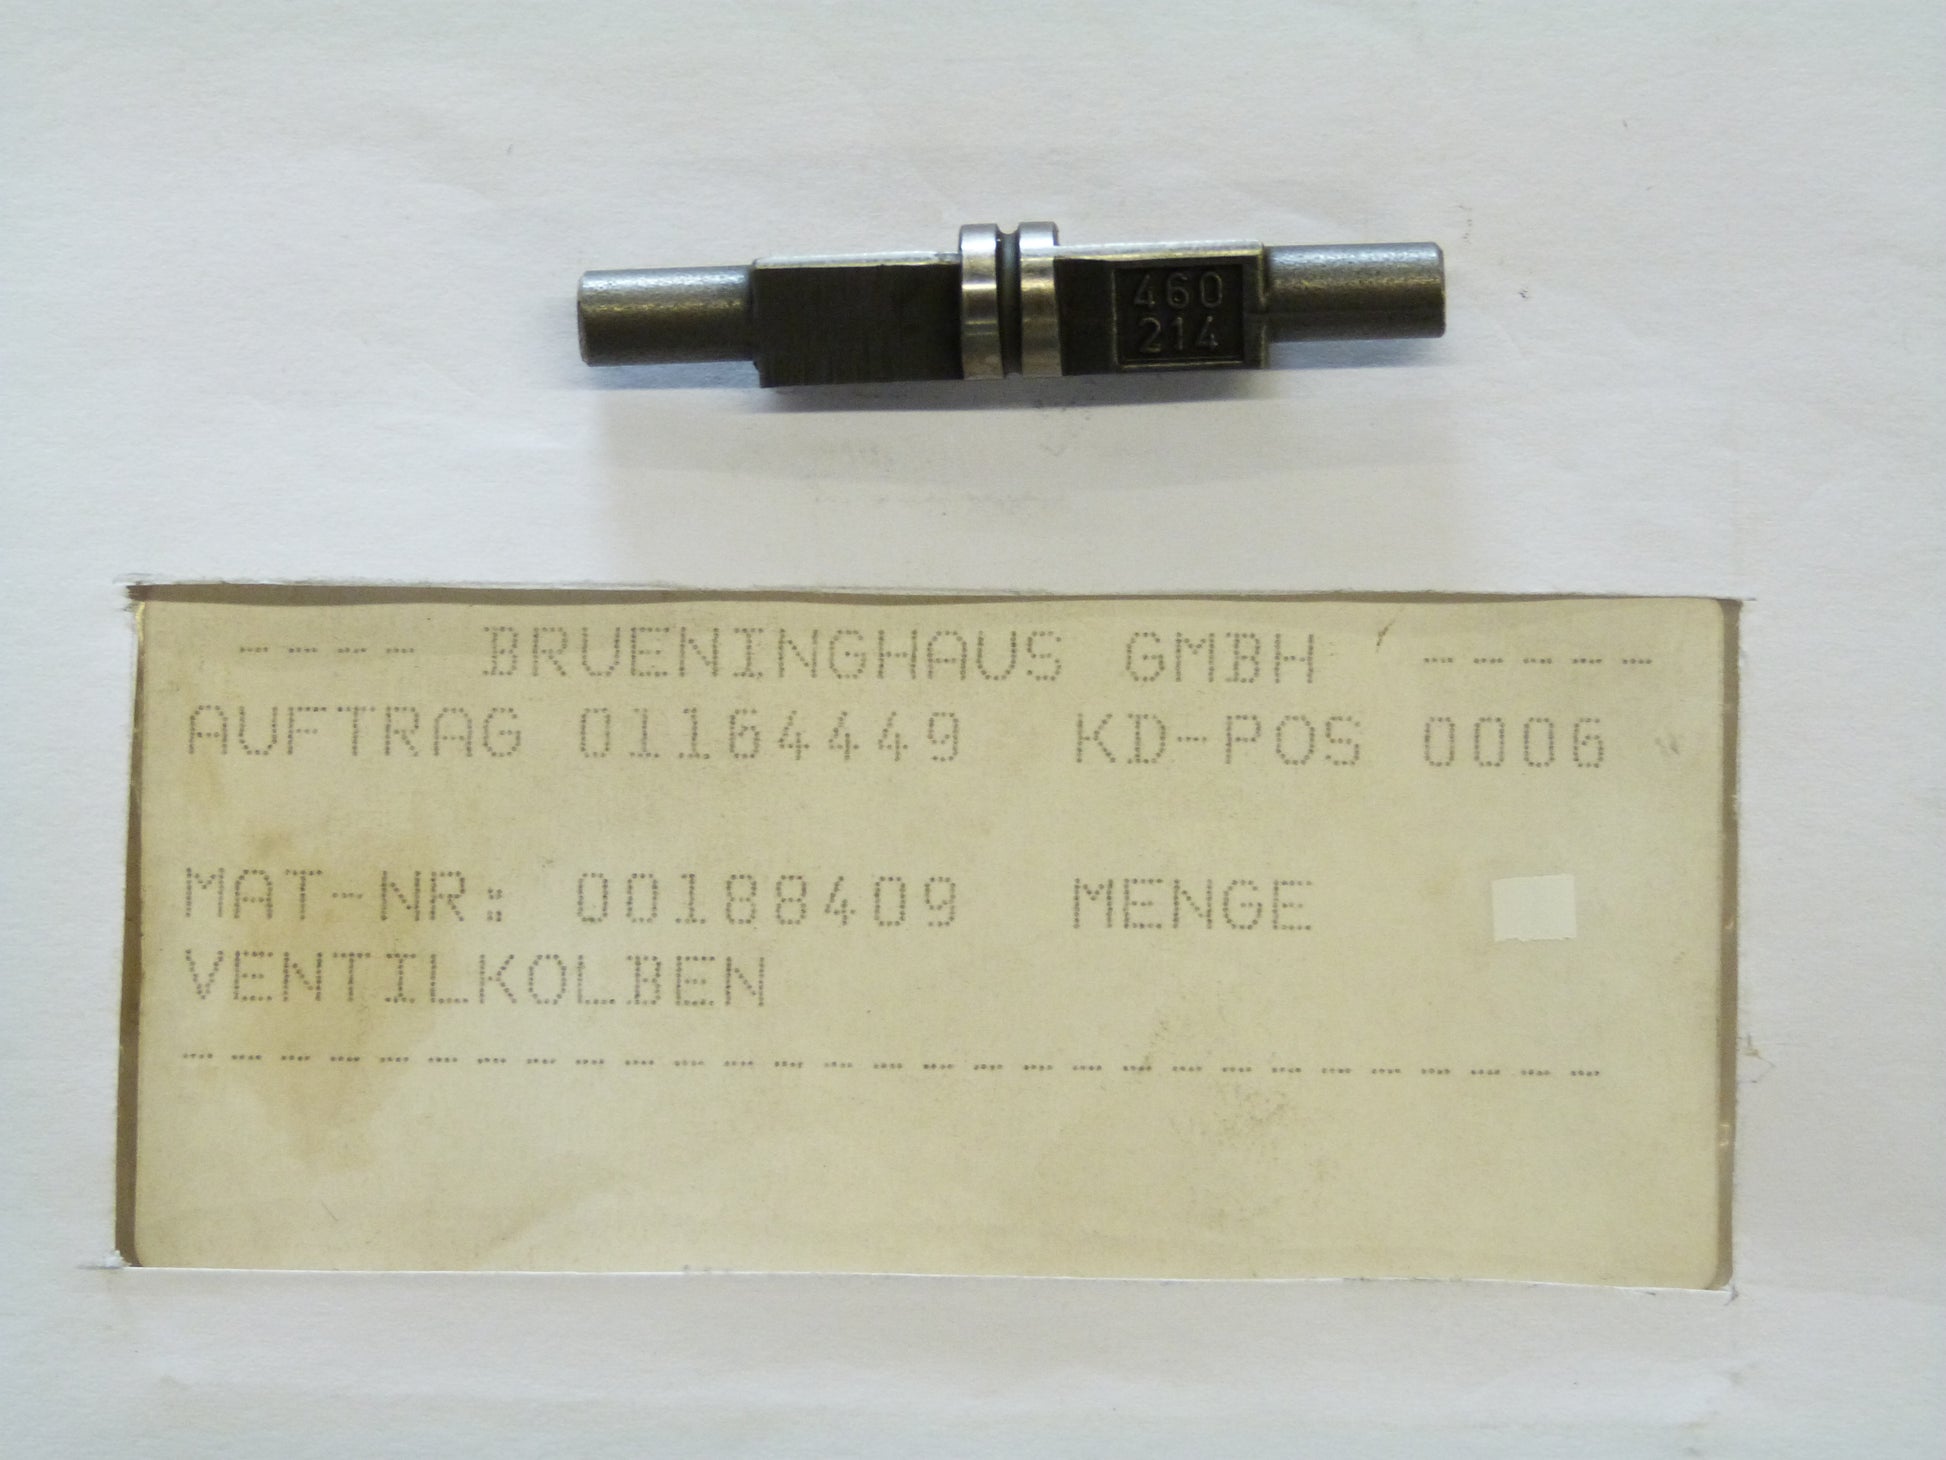 460
214
---- BRUENINGHAUS GMBH -----
AUFTRAG 01164449 KD-POS 0006
MAT-NR: 00188409 MENGE
VENTILKOLBEN
-----------------------------